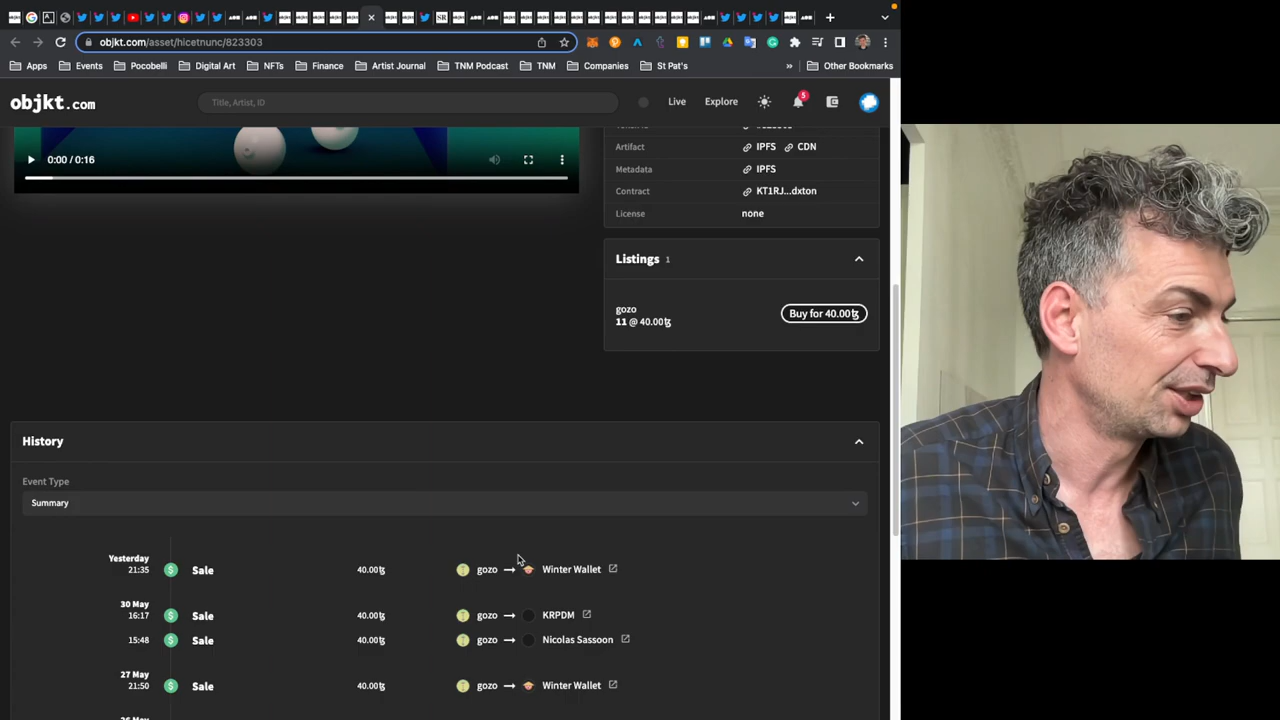 objkt.com/asset/hicetnunc/823303
Apps
Events
Pocobelli
Digital Art
NFTs
Finance
Artist Journal
TNM Podcast
TNM
Companies
St Pat's
»
Other Bookmarks
objkt.com
Title, Artist, ID
Live
Explore
5
0:00 / 0:16
Artifact
IPFS
CDN
Metadata
IPFS
Contract
KT1RJ...dxton
License
none
Listings 1
gozo
11 @ 40.00ꜩ
Buy for 40.00ꜩ
History
Event Type
Summary
Yesterday
21:35
Sale
40.00ꜩ
gozo → Winter Wallet
30 May
16:17
Sale
40.00ꜩ
gozo → KRPDM
15:48
Sale
40.00ꜩ
gozo → Nicolas Sassoon
27 May
21:50
Sale
40.00ꜩ
gozo → Winter Wallet